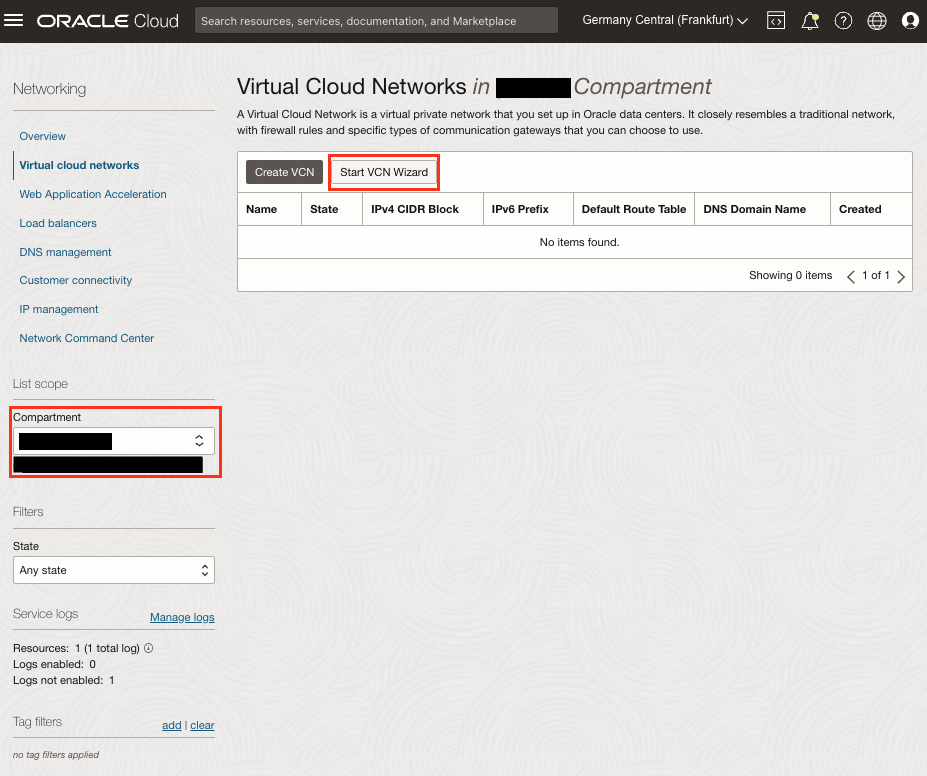 ORACLE Cloud
Search resources, services, documentation, and Marketplace
Germany Central (Frankfurt)
Networking
Overview
Virtual cloud networks
Web Application Acceleration
Load balancers
DNS management
Customer connectivity
IP management
Network Command Center
List scope
Compartment
Filters
State
Any state
Service logs
Manage logs
Resources: 1 (1 total log)
Logs enabled: 0
Logs not enabled: 1
Tag filters
add | clear
no tag filters applied
Virtual Cloud Networks in Compartment
A Virtual Cloud Network is a virtual private network that you set up in Oracle data centers. It closely resembles a traditional network,
with firewall rules and specific types of communication gateways that you can choose to use.
Create VCN
Start VCN Wizard
Name State IPv4 CIDR Block IPv6 Prefix Default Route Table DNS Domain Name Created
No items found.
Showing 0 items 1 of 1